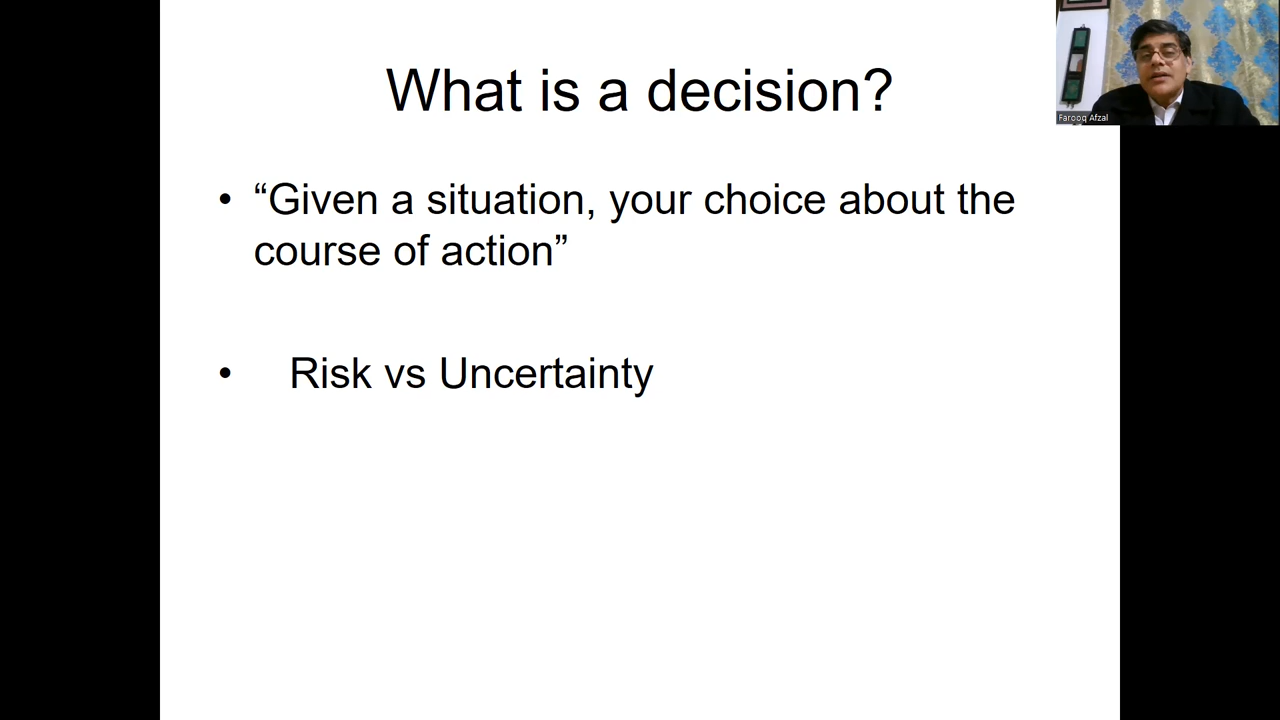 What is a decision?
• “Given a situation, your choice about the
course of action”
• Risk vs Uncertainty
Farooq Afzal